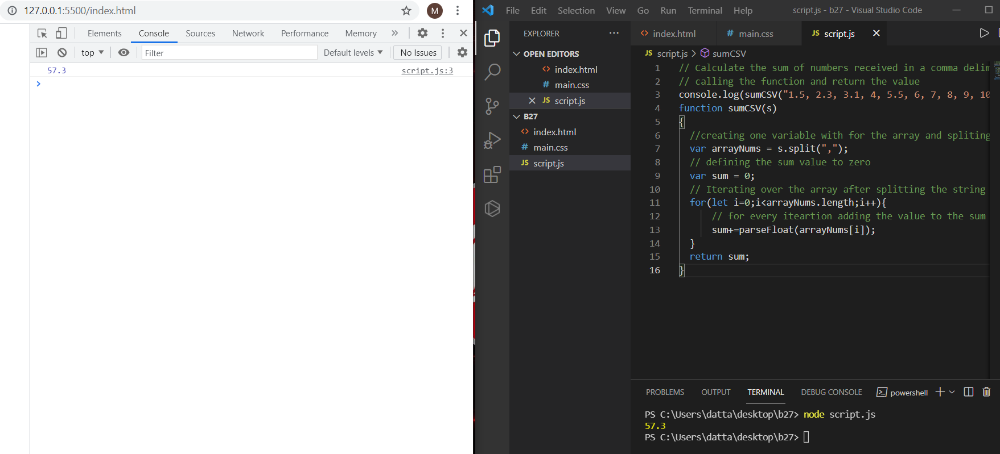 127.0.0.1:5500/index.html
M
Elements Console Sources Network Performance Memory
top Filter Default levels No Issues
57.3 script.js:3
File Edit Selection View Go Run Terminal Help script.js - b27 - Visual Studio Code
EXPLORER
OPEN EDITORS
<> index.html
# main.css
JS script.js
B27
<> index.html
# main.css
JS script.js
<> index.html # main.css JS script.js
JS script.js > sumCSV
1 // Calculate the sum of numbers received in a comma delim
2 // calling the function and return the value
3 console.log(sumCSV("1.5, 2.3, 3.1, 4, 5.5, 6, 7, 8, 9, 10
4 function sumCSV(s)
5 {
6 //creating one variable with for the array and spliting
7 var arrayNums = s.split(",");
8 // defining the sum value to zero
9 var sum = 0;
10 // Iterating over the array after splitting the string
11 for(let i=0;i<arrayNums.length;i++){
12 // for every iteartion adding the value to the sum
13 sum+=parseFloat(arrayNums[i]);
14 }
15 return sum;
16 }
PROBLEMS OUTPUT TERMINAL DEBUG CONSOLE powershell
PS C:\Users\datta\desktop\b27> node script.js
57.3
PS C:\Users\datta\desktop\b27>